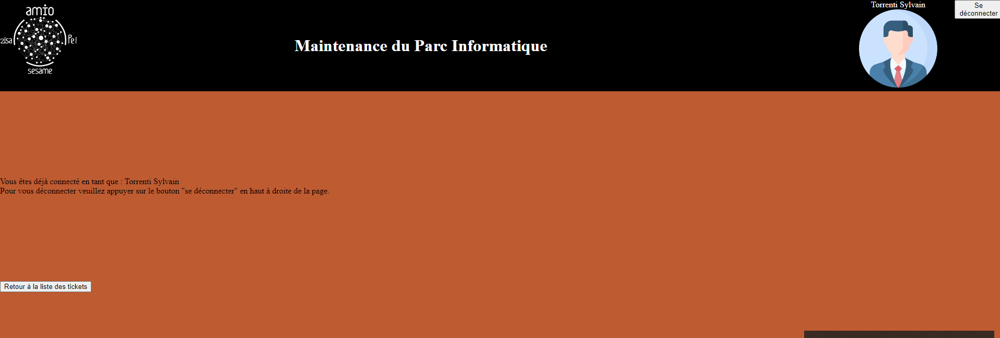 amio
2isa
Pei
sesame
Maintenance du Parc Informatique
Torrenti Sylvain
Se
déconnecter
Vous êtes déjà connecté en tant que : Torrenti Sylvain
Pour vous déconnecter veuillez appuyer sur le bouton "se déconnecter" en haut à droite de la page.
Retour à la liste des tickets